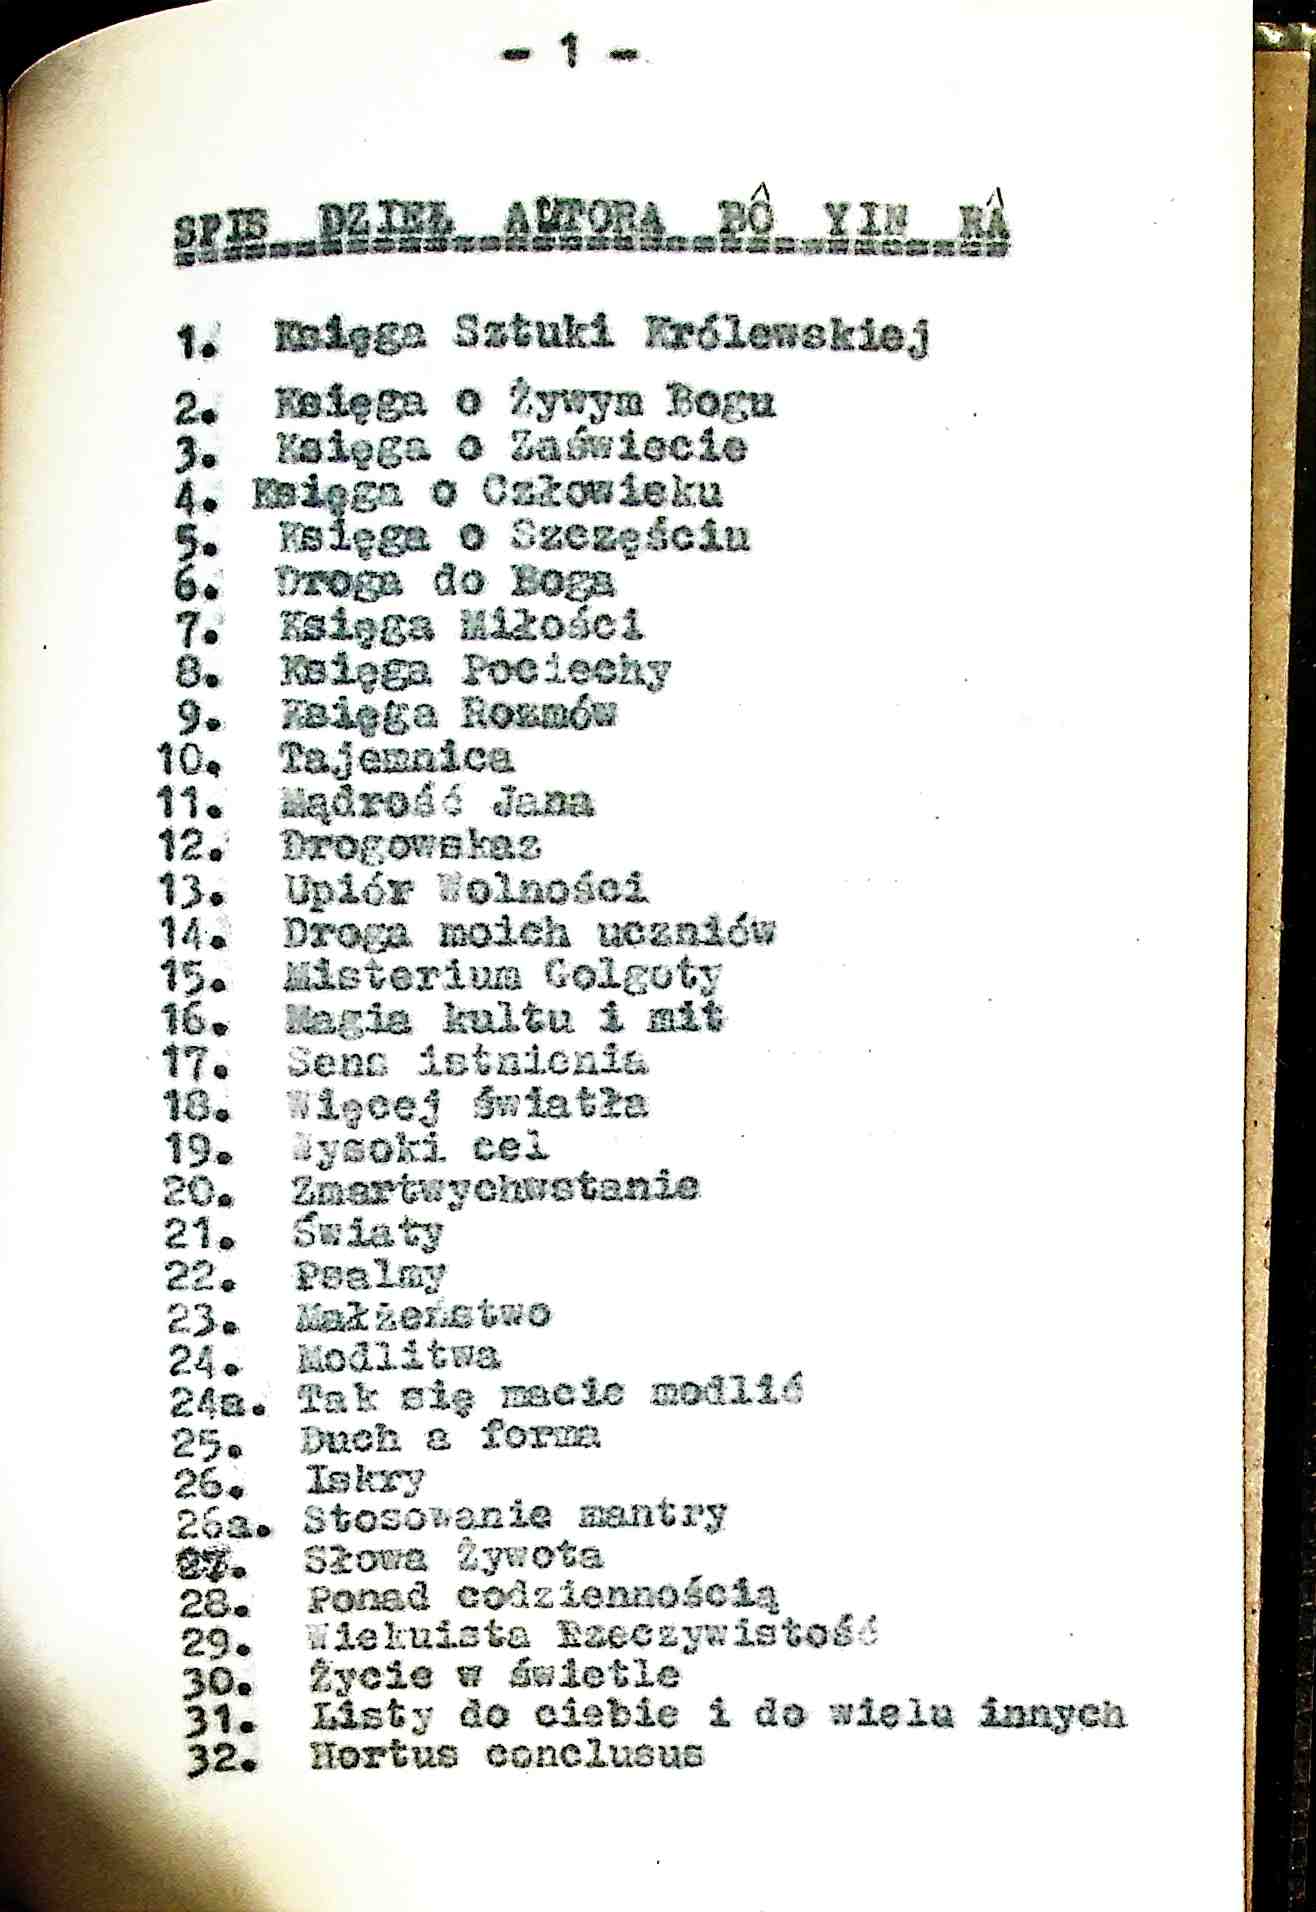 - 1 -
SPIS DZIEŁ AUTORA BÔ YIN RÂ
1. Księga Sztuki Królewskiej
2. Księga o Żywym Bogu
3. Księga o Zaświecie
4. Księga o Człowieku
5. Księga o Szczęściu
6. Droga do Boga
7. Księga Miłości
8. Księga Pociechy
9. Księga Rozmów
10. Tajemnica
11. Mądrość Jana
12. Drogowskaz
13. Upiór Wolności
14. Droga moich uczniów
15. Misterium Golgoty
16. Magia kultu i mit
17. Sens istnienia
18. Więcej światła
19. Wysoki cel
20. Zmartwychwstanie
21. Światy
22. Psalmy
23. Małżeństwo
24. Modlitwa
24a. Tak się macie modlić
25. Duch a forma
26. Iskry
26a. Stosowanie mantry
27. Słowa Żywota
28. Ponad codziennością
29. Wiekuista Rzeczywistość
30. Życie w świetle
31. Listy do ciebie i do wielu innych
32. Hortus conclusus